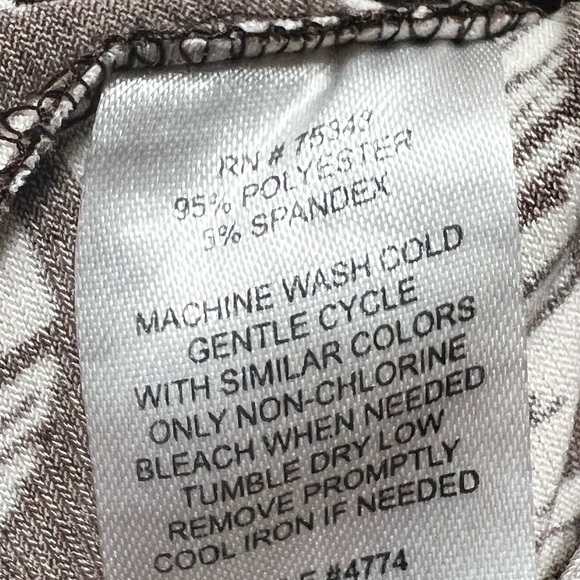 RN # 75343
95% POLYESTER
5% SPANDEX
MACHINE WASH COLD
GENTLE CYCLE
WITH SIMILAR COLORS
ONLY NON-CHLORINE
BLEACH WHEN NEEDED
TUMBLE DRY LOW
REMOVE PROMPTLY
COOL IRON IF NEEDED
#4774